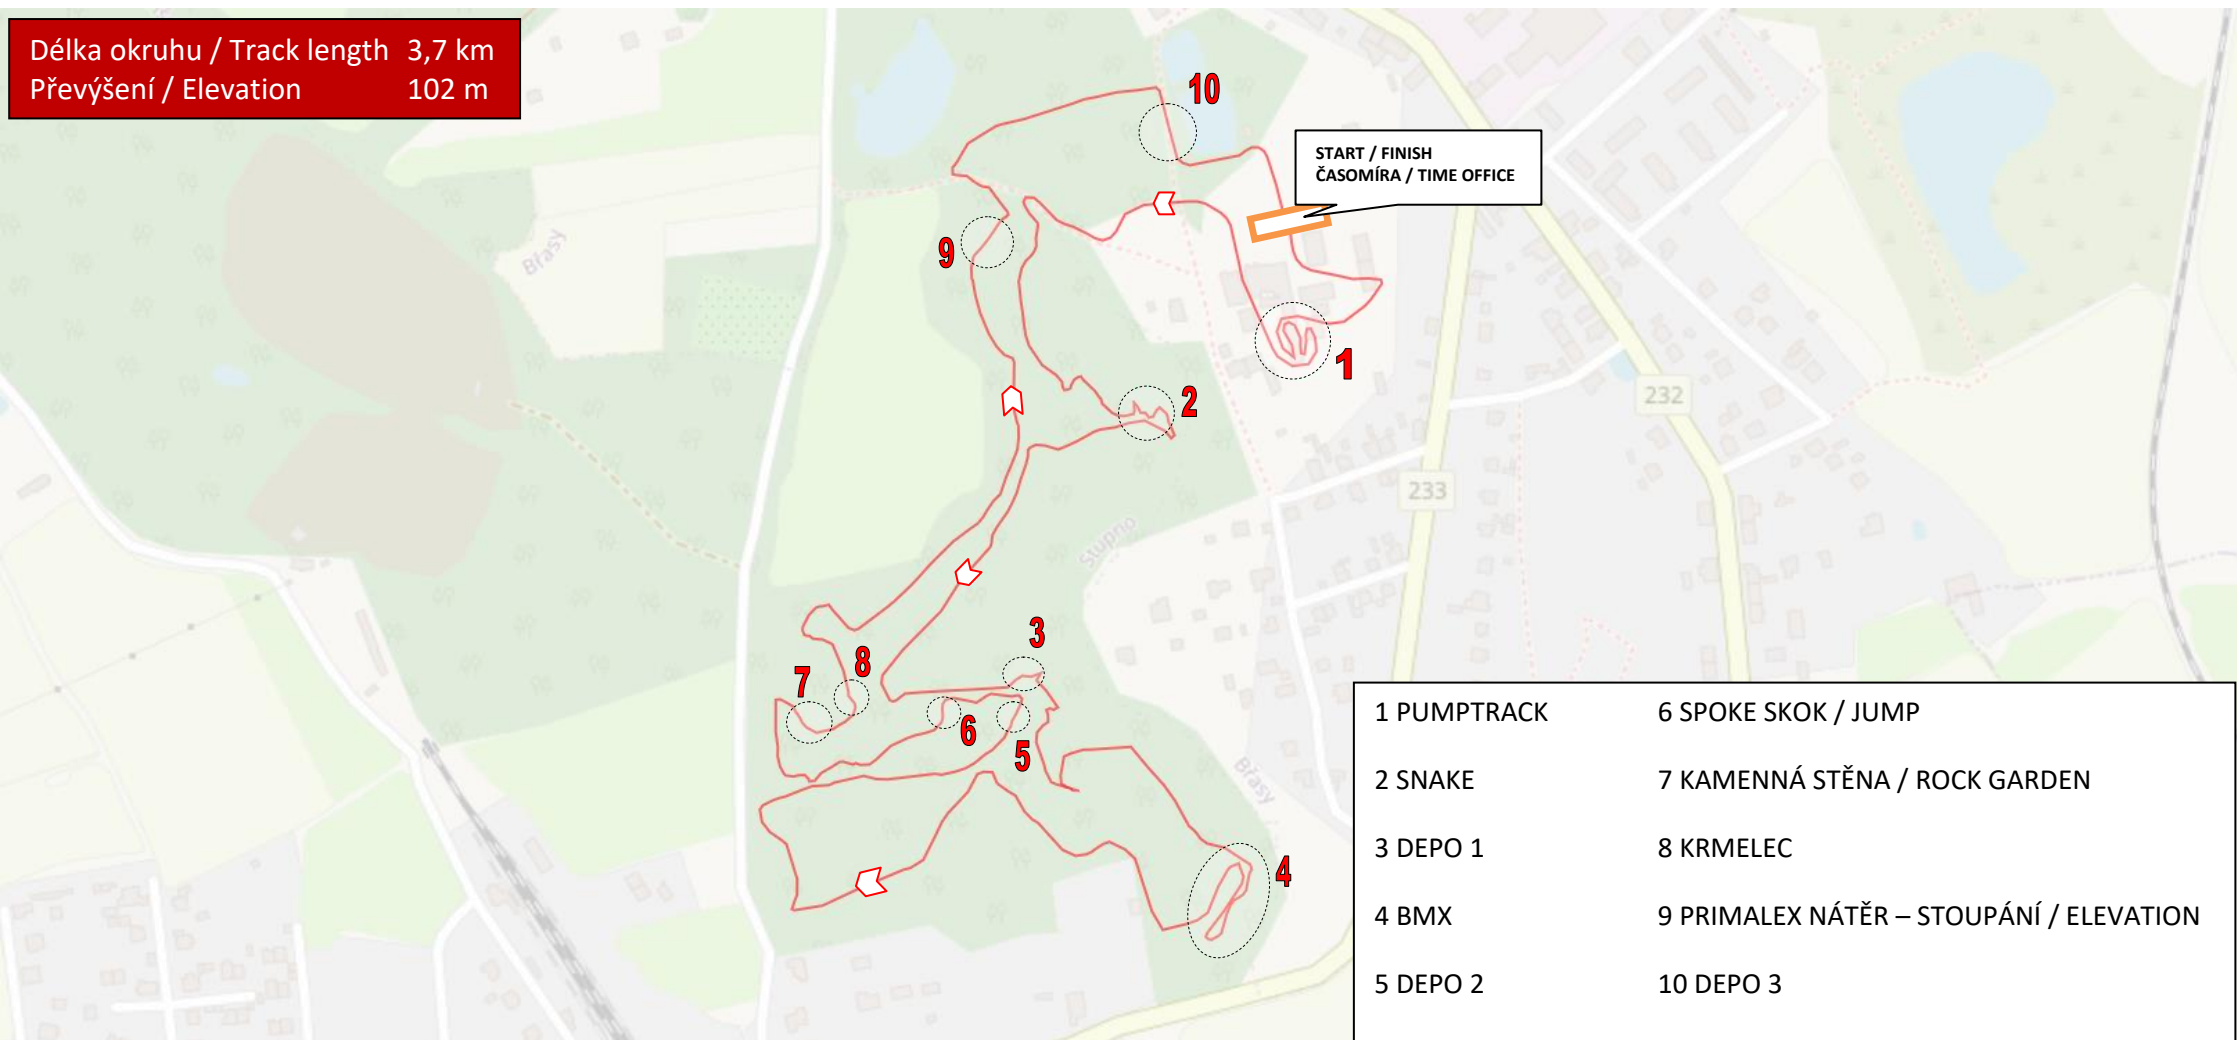 Délka okruhu / Track length 3,7 km
Převýšení / Elevation 102 m
10
START / FINISH
ČASOMÍRA / TIME OFFICE
9
Břasy
1
2
232
233
Stupno
3
8
7
6
5
Břasy
4
1 PUMPTRACK 6 SPOKE SKOK / JUMP
2 SNAKE 7 KAMENNÁ STĚNA / ROCK GARDEN
3 DEPO 1 8 KRMELEC
4 BMX 9 PRIMALEX NÁTĚR – STOUPÁNÍ / ELEVATION
5 DEPO 2 10 DEPO 3